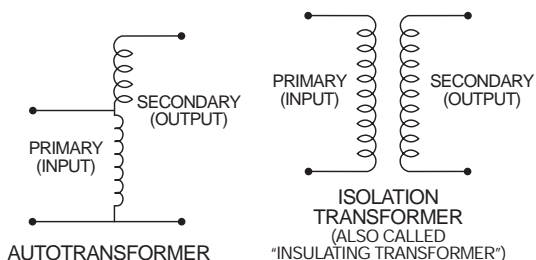 SECONDARY
(OUTPUT)
PRIMARY
(INPUT)
AUTOTRANSFORMER
PRIMARY
(INPUT)
SECONDARY
(OUTPUT)
ISOLATION
TRANSFORMER
(ALSO CALLED
"INSULATING TRANSFORMER")